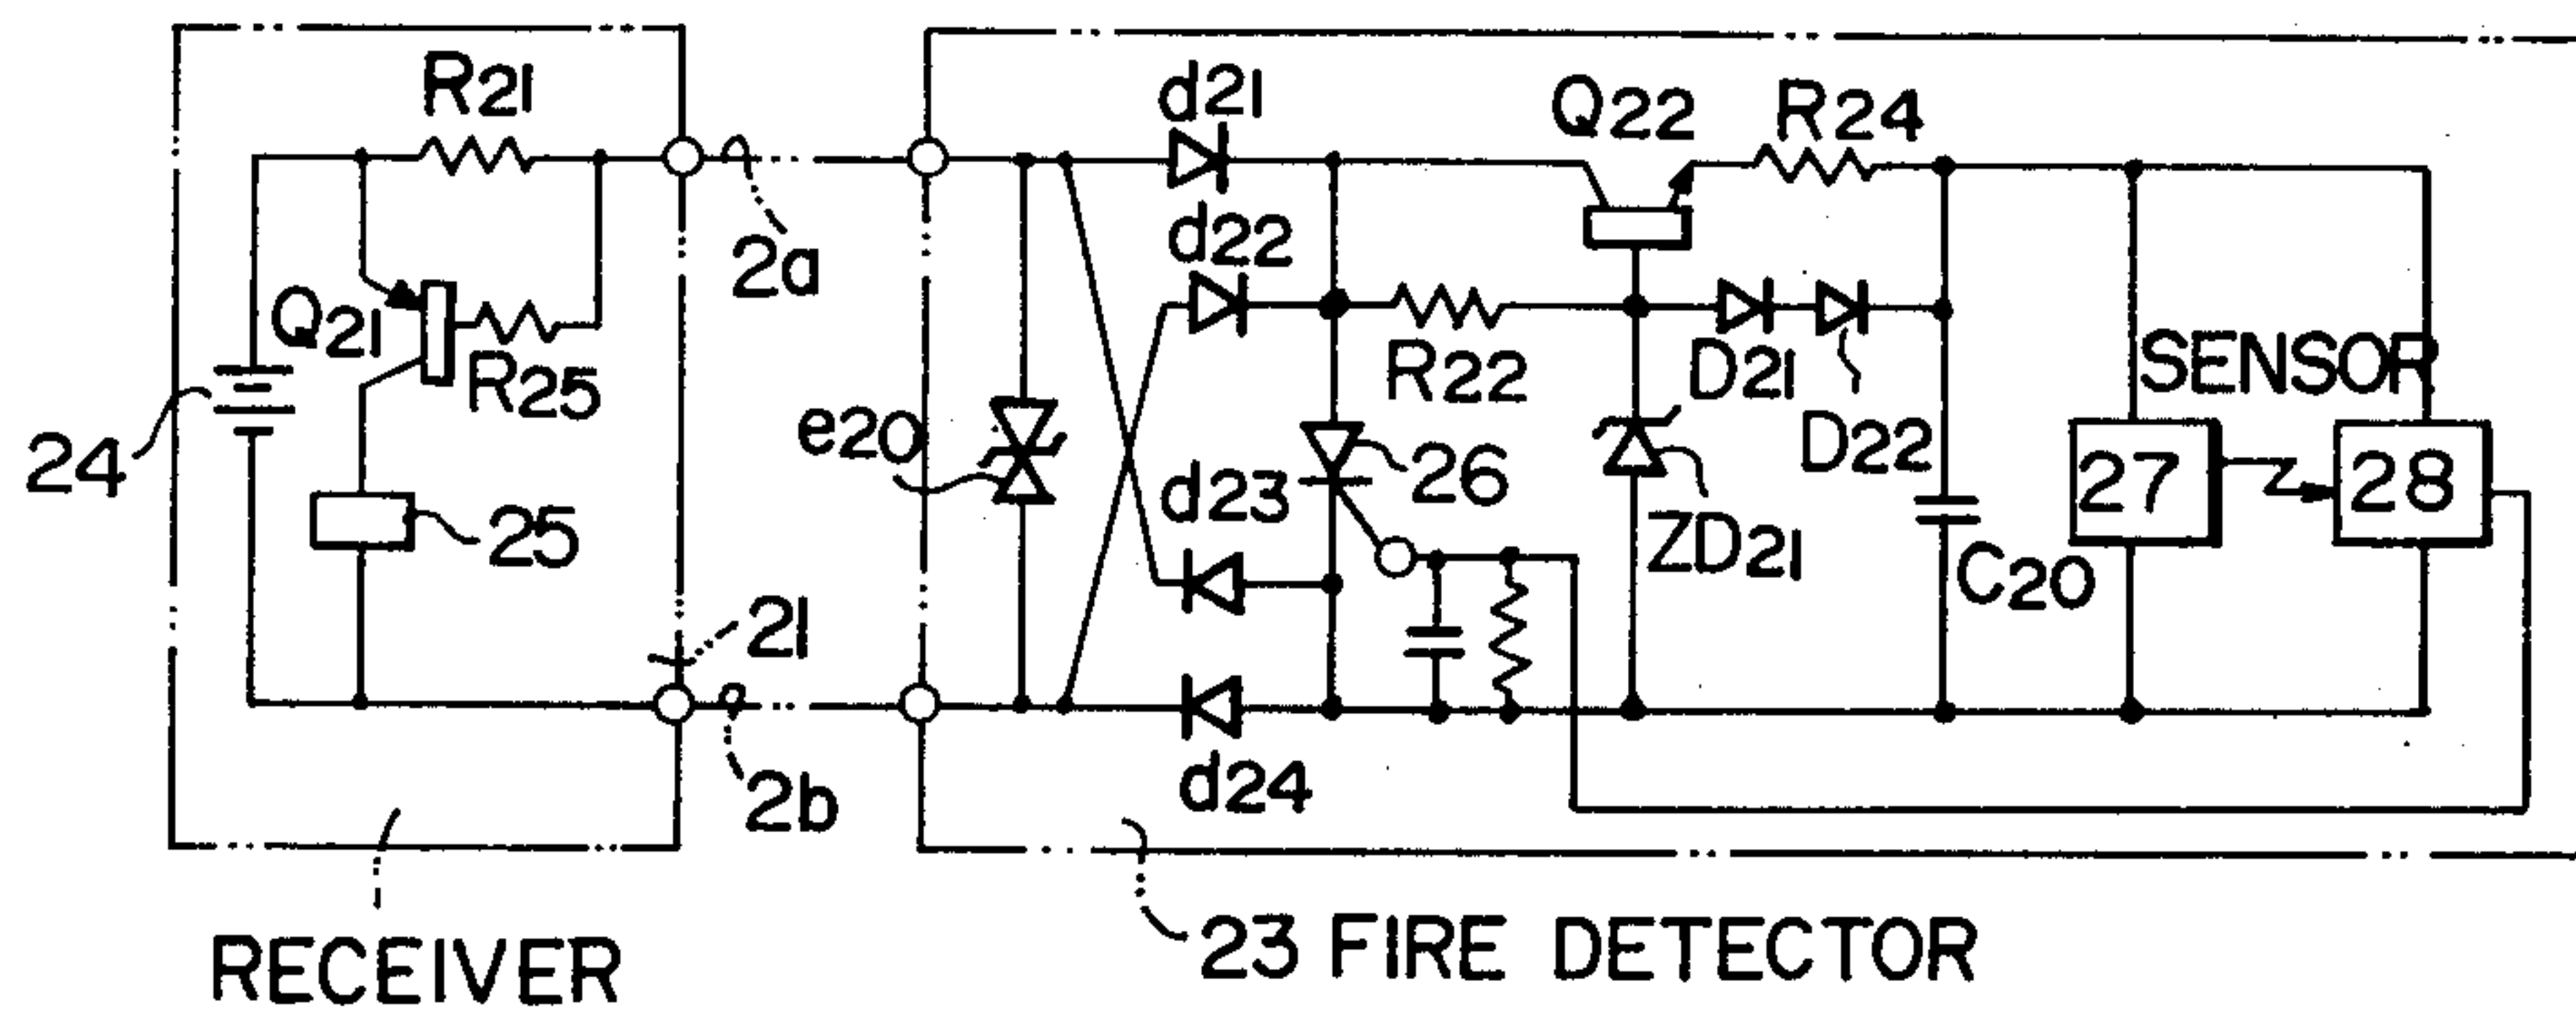 R21
d21
Q22
R24
2a
d22
Q21
R25
R22
D21
SENSOR
24
e20
26
D22
27
28
d23
25
ZD21
C20
21
2b
d24
RECEIVER
23 FIRE DETECTOR